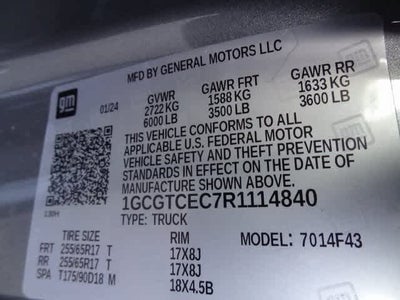 MFD BY GENERAL MOTORS LLC
gm
01/24 GVWR GAWR FRT GAWR RR
2722 KG 1588 KG 1633 KG
6000 LB 3500 LB 3600 LB
THIS VEHICLE CONFORMS TO ALL
APPLICABLE U.S. FEDERAL MOTOR
VEHICLE SAFETY AND THEFT PREVENTION
STANDARDS IN EFFECT ON THE DATE OF
MANUFACTURE SHOWN ABOVE.
1GCGTCEC7R1114840
TYPE: TRUCK
TIRE SIZE RIM MODEL: 7014F43
FRT 255/65R17 T 17X8J
RR 255/65R17 T 17X8J
SPA T175/90D18 M 18X4.5B